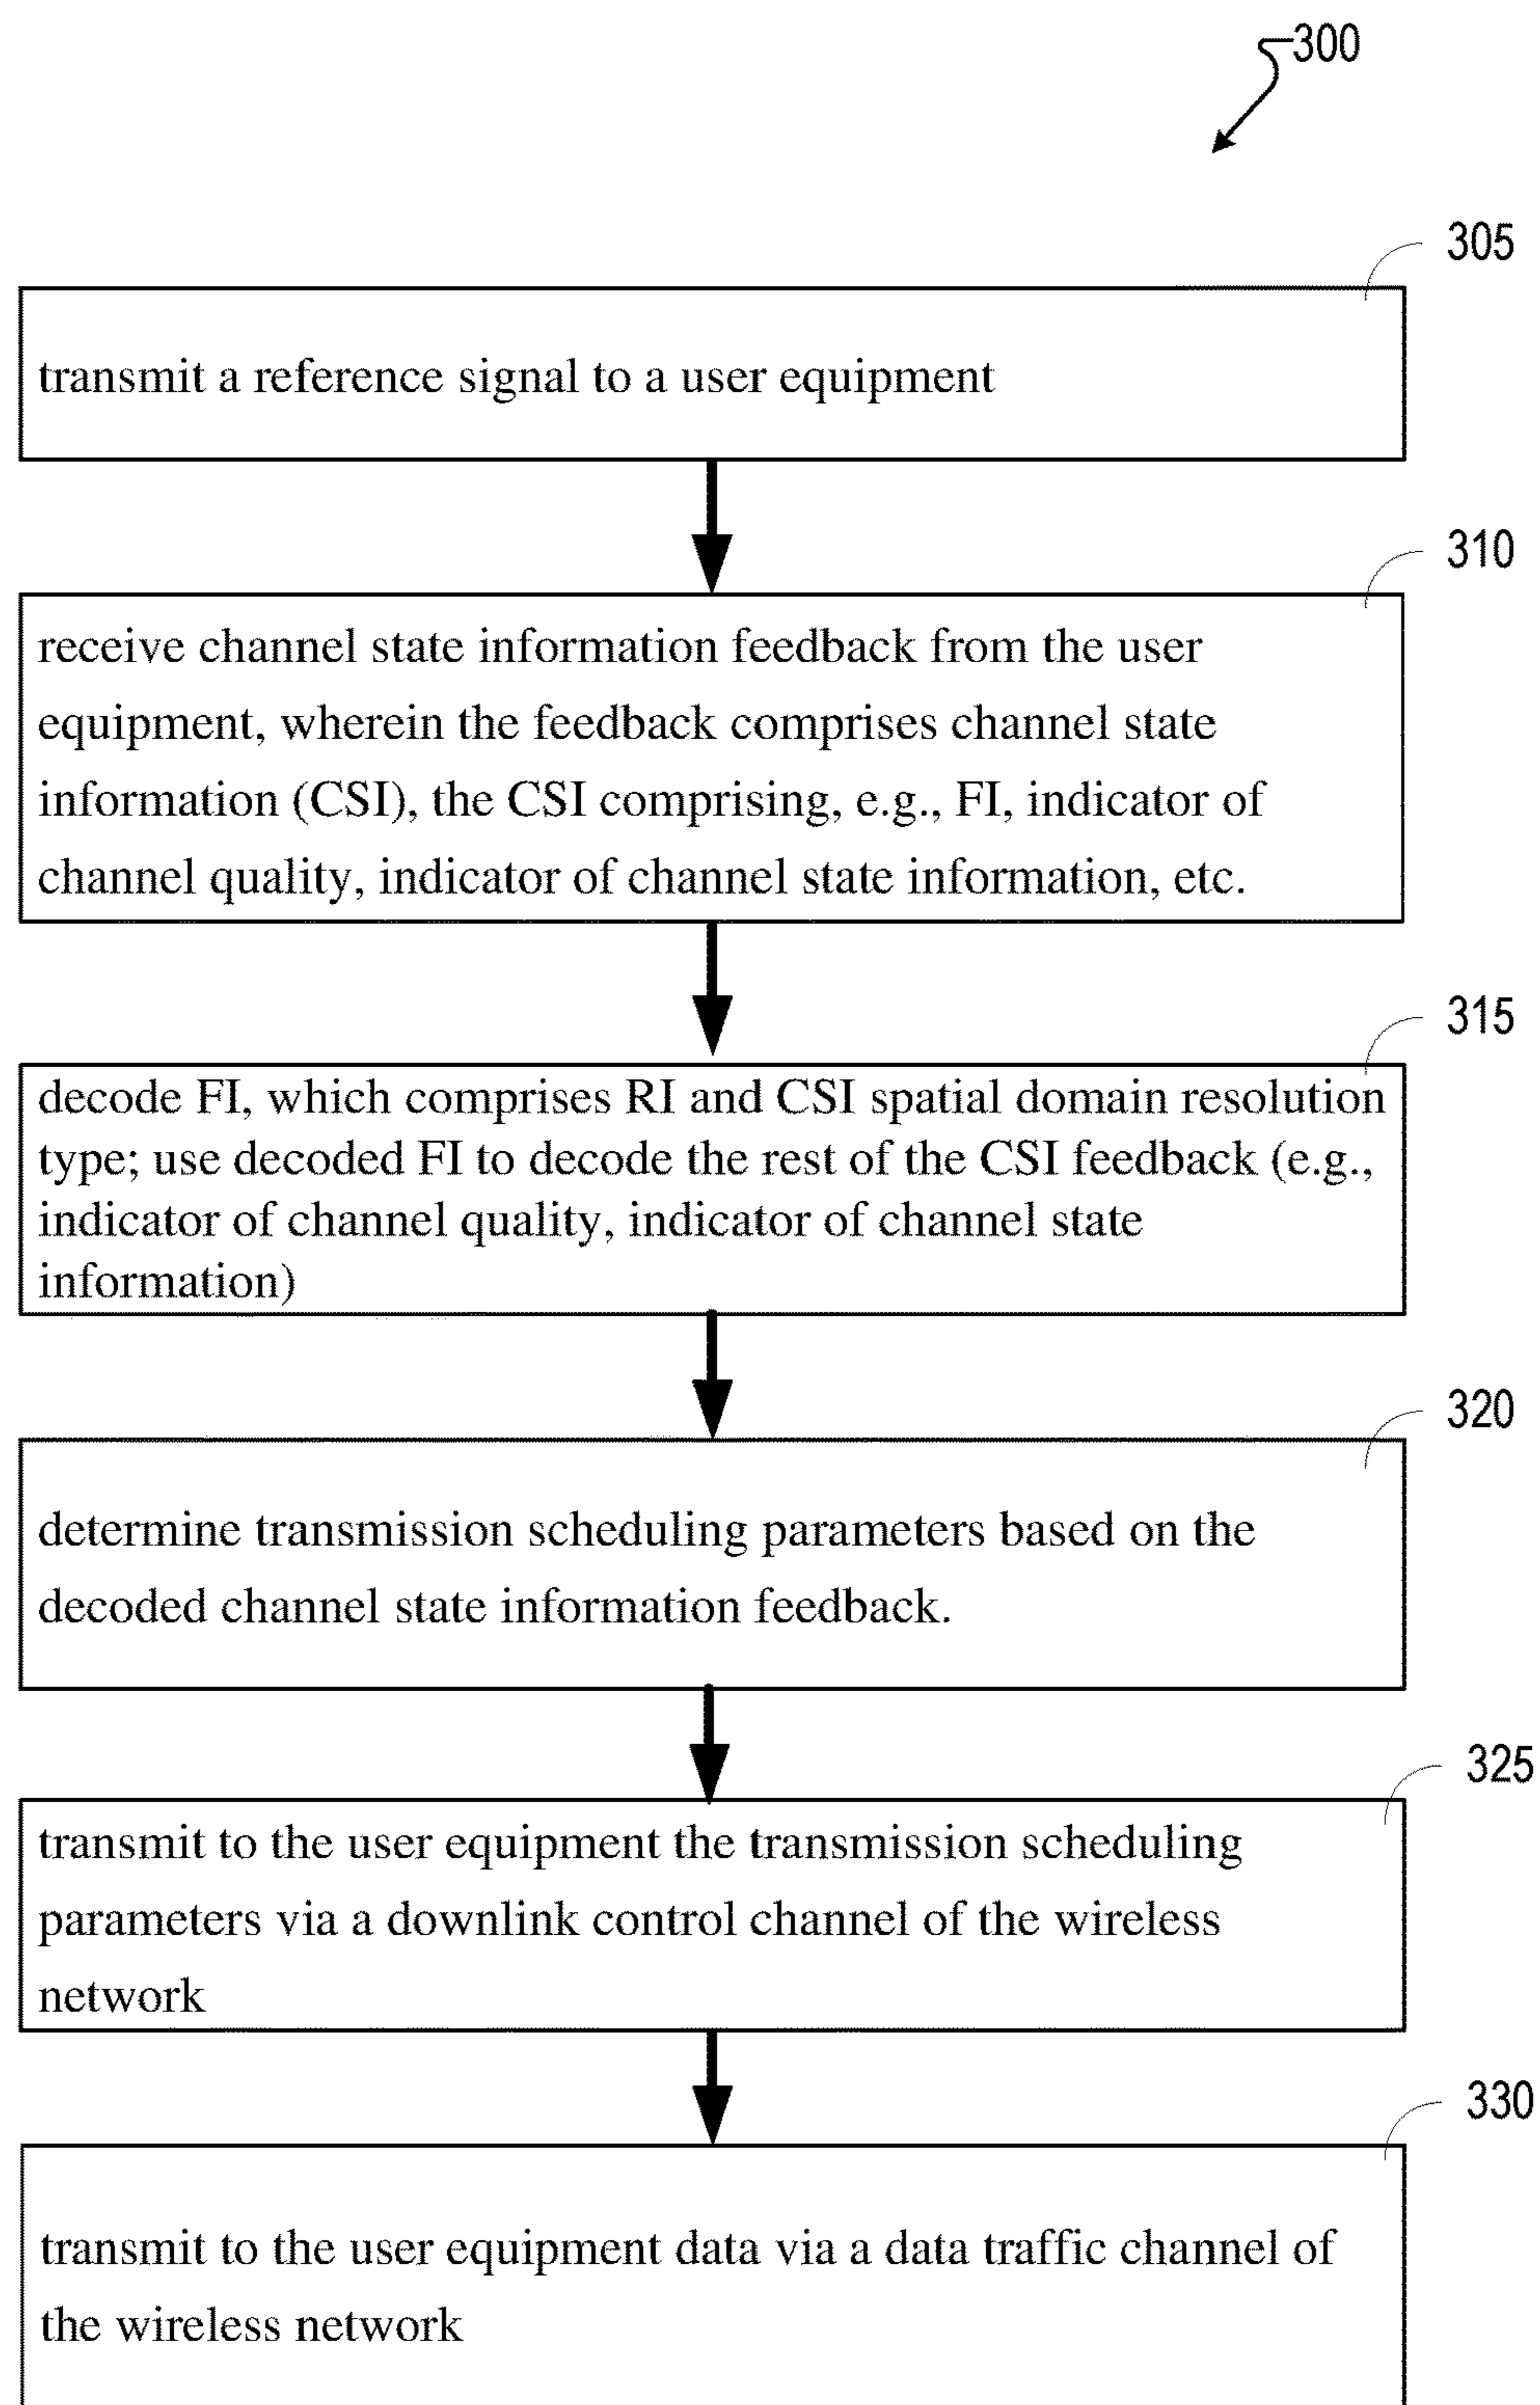 300
305
transmit a reference signal to a user equipment
310
receive channel state information feedback from the user
equipment, wherein the feedback comprises channel state
information (CSI), the CSI comprising, e.g., FI, indicator of
channel quality, indicator of channel state information, etc.
315
decode FI, which comprises RI and CSI spatial domain resolution
type; use decoded FI to decode the rest of the CSI feedback (e.g.,
indicator of channel quality, indicator of channel state
information)
320
determine transmission scheduling parameters based on the
decoded channel state information feedback.
325
transmit to the user equipment the transmission scheduling
parameters via a downlink control channel of the wireless
network
330
transmit to the user equipment data via a data traffic channel of
the wireless network